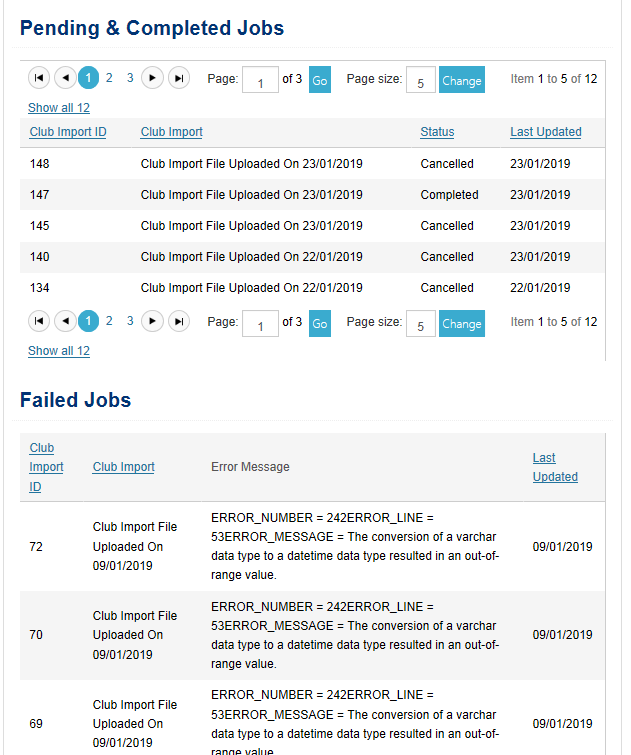 Pending & Completed Jobs
1 2 3 Page: 1 of 3 Go Page size: 5 Change Item 1 to 5 of 12
Show all 12
Club Import ID Club Import Status Last Updated
148 Club Import File Uploaded On 23/01/2019 Cancelled 23/01/2019
147 Club Import File Uploaded On 23/01/2019 Completed 23/01/2019
145 Club Import File Uploaded On 23/01/2019 Cancelled 23/01/2019
140 Club Import File Uploaded On 22/01/2019 Cancelled 23/01/2019
134 Club Import File Uploaded On 22/01/2019 Cancelled 22/01/2019
1 2 3 Page: 1 of 3 Go Page size: 5 Change Item 1 to 5 of 12
Show all 12
Failed Jobs
Club
Import
ID
Club Import
Error Message
Last
Updated
72
Club Import File
Uploaded On
09/01/2019
ERROR_NUMBER = 242ERROR_LINE =
53ERROR_MESSAGE = The conversion of a varchar
data type to a datetime data type resulted in an out-of-
range value.
09/01/2019
70
Club Import File
Uploaded On
09/01/2019
ERROR_NUMBER = 242ERROR_LINE =
53ERROR_MESSAGE = The conversion of a varchar
data type to a datetime data type resulted in an out-of-
range value.
09/01/2019
69
Club Import File
Uploaded On
09/01/2019
ERROR_NUMBER = 242ERROR_LINE =
53ERROR_MESSAGE = The conversion of a varchar
data type to a datetime data type resulted in an out-of-
range value.
09/01/2019